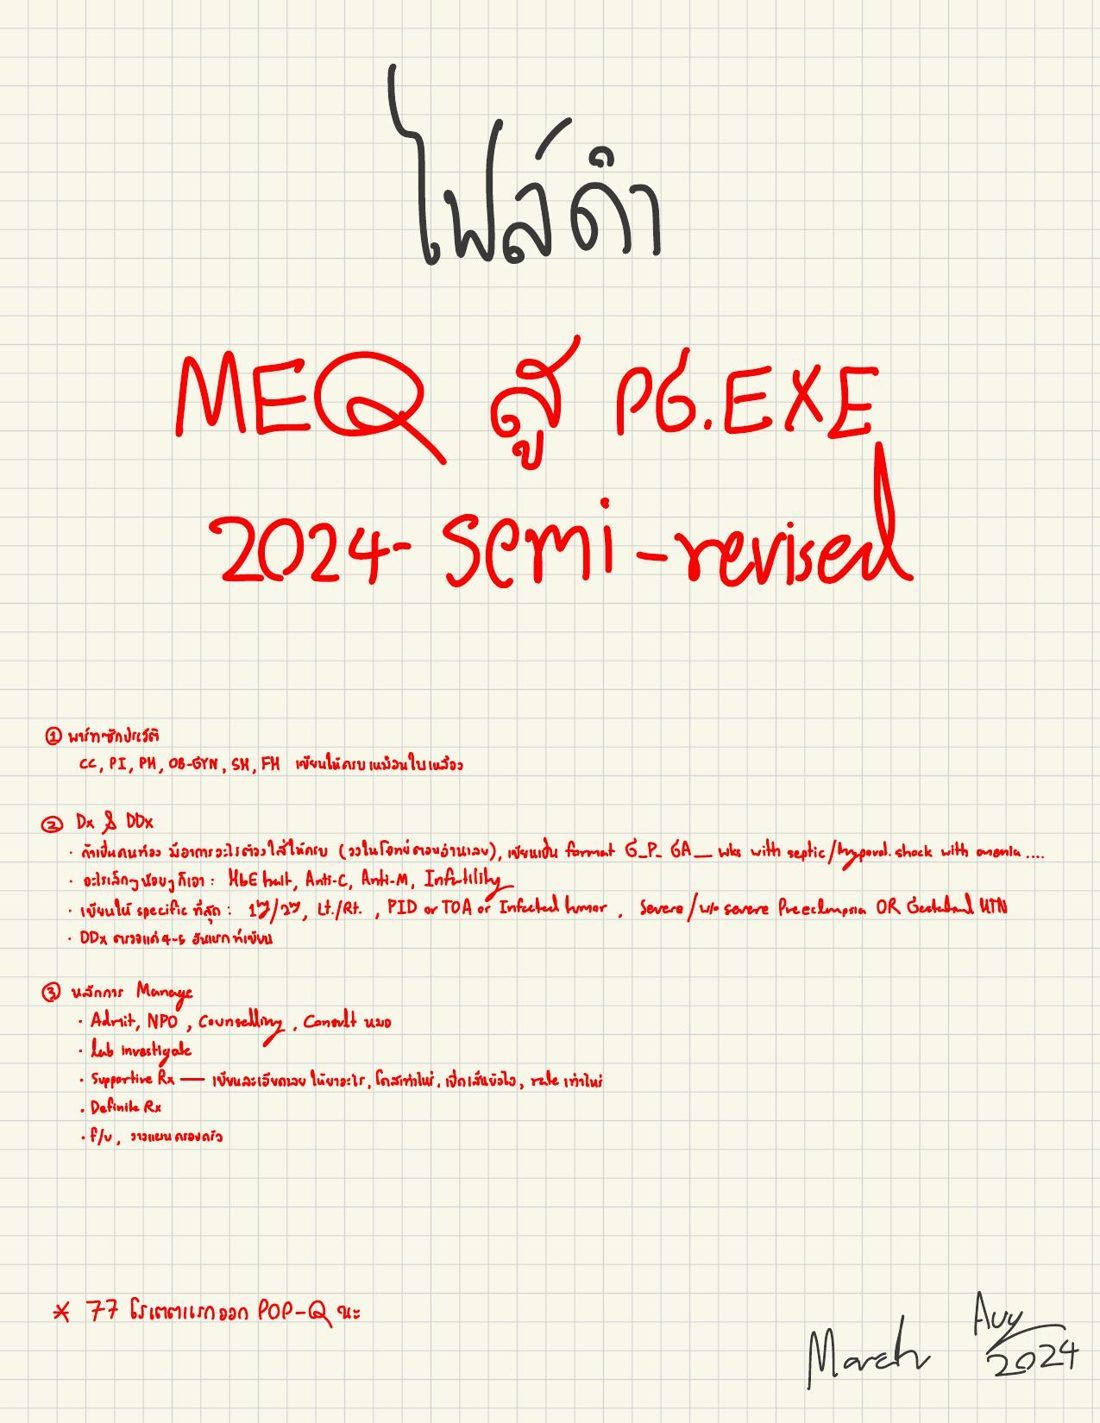 ไฟล์ดำ
MEQ สูติ PG.EXE
2024 - semi - revised
① พาร์ทซักประวัติ
CC, PI, PH, OB-GYN, SH, FH เขียนให้ครบเหมือนใบเหลือง
② Dx & DDx
· ถ้าเป็นคนท้อง มีอาการอะไรต้องใส่ให้ครบ (วงในโจทย์ตอนอ่านเลย), เขียนเป็น format G_P_ GA__ wks with septic/hypovol. shock with anemia ....
· อะไรเล็กๆน้อยๆก็เอา : HbE trait, Anti-C, Anti-M, Infertility
· เขียนให้ specific ที่สุด : 1°/2°, Lt./Rt. , PID or TOA or Infected tumor , Severe / w/o severe Preeclampsia OR Gestational HTN
· DDx ตรวจแค่ 4-5 อันแรกที่เขียน
③ หลักการ Manage
· Admit, NPO , Counselling , Consult หมอ
· Lab investigate
· Supportive Rx — เขียนละเอียดเลย ให้ยาอะไร, โดสเท่าไหร่, เปิดเส้นยังไง, rate เท่าไหร่
· Definite Rx
· f/u , วางแผนครอบครัว
* 77 โรเตตแรกออก POP-Q นะ
March Aug 2024